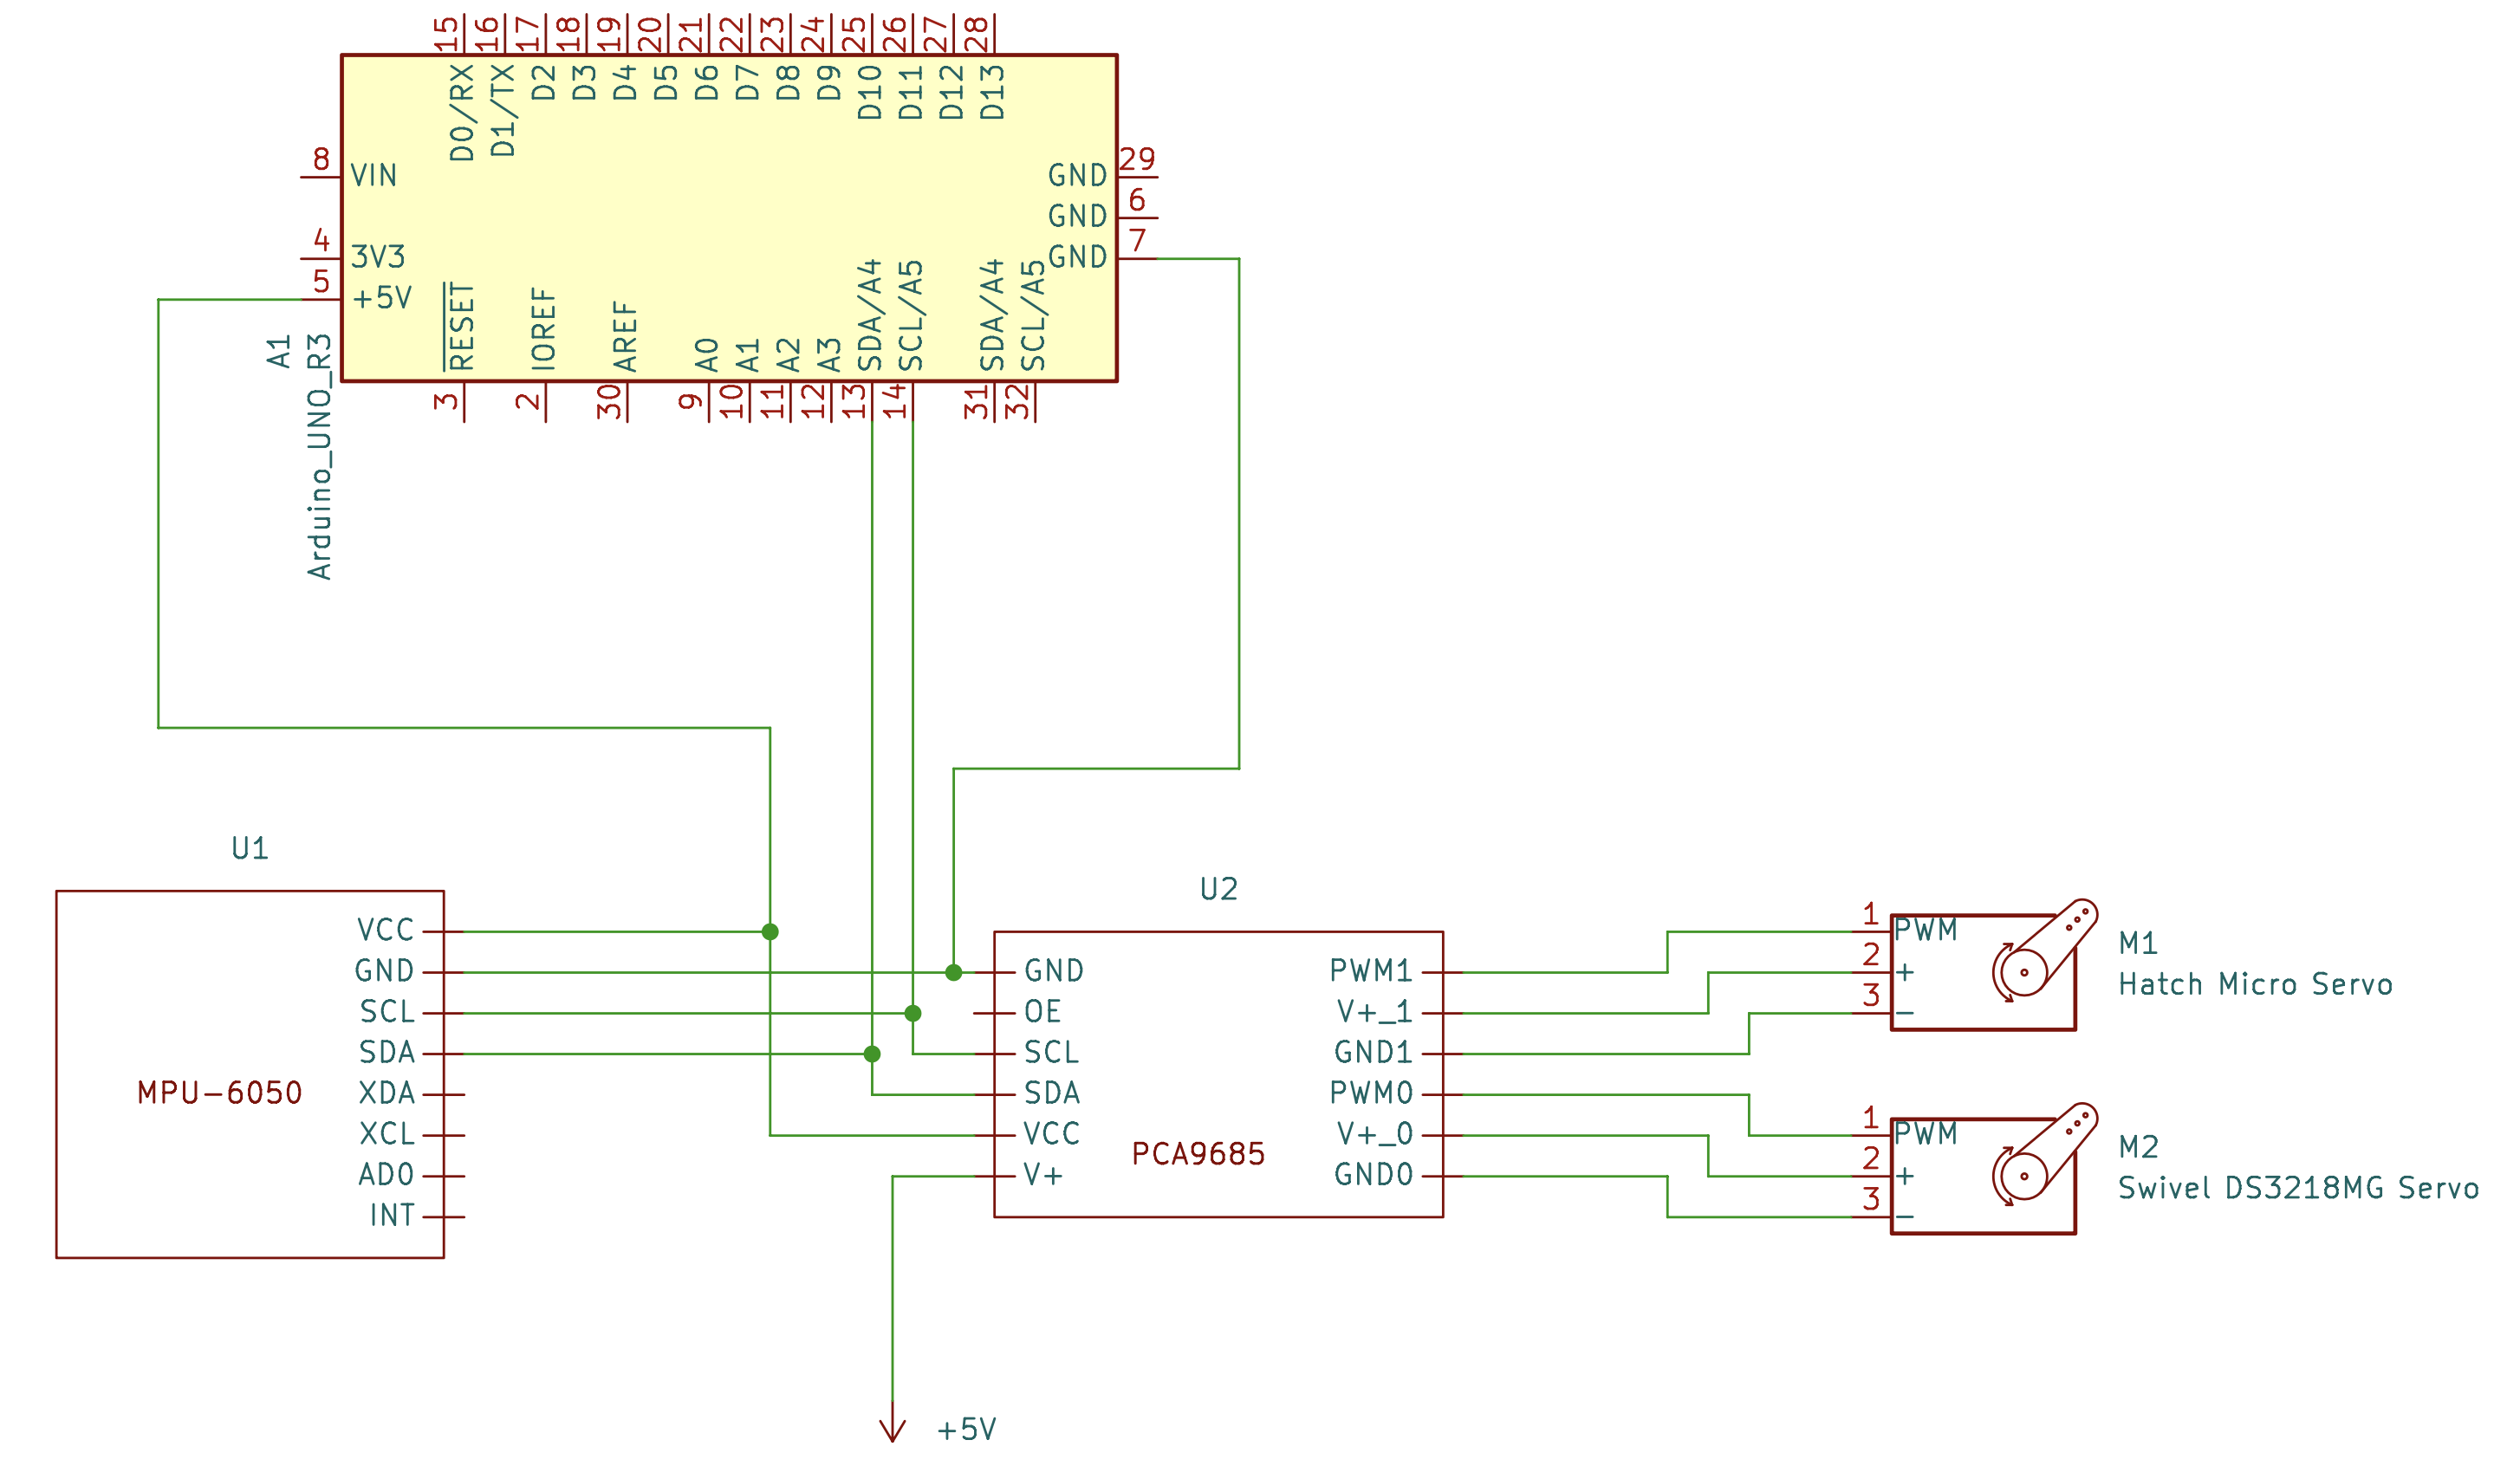 15 16 17 18 19 20 21 22 23 24 25 26 27 28
D0/RX D1/TX D2 D3 D4 D5 D6 D7 D8 D9 D10 D11 D12 D13
8 VIN
4 3V3
5 +5V
GND 29
GND 6
GND 7
RESET IOREF AREF A0 A1 A2 A3 SDA/A4 SCL/A5 SDA/A4 SCL/A5
3 2 30 9 10 11 12 13 14 31 32
A1
Arduino_UNO_R3
U1
VCC
GND
SCL
SDA
XDA
XCL
AD0
INT
MPU-6050
U2
GND
OE
SCL
SDA
VCC
V+
PCA9685
PWM1
V+_1
GND1
PWM0
V+_0
GND0
1 PWM
2 +
3 -
M1
Hatch Micro Servo
1 PWM
2 +
3 -
M2
Swivel DS3218MG Servo
+5V